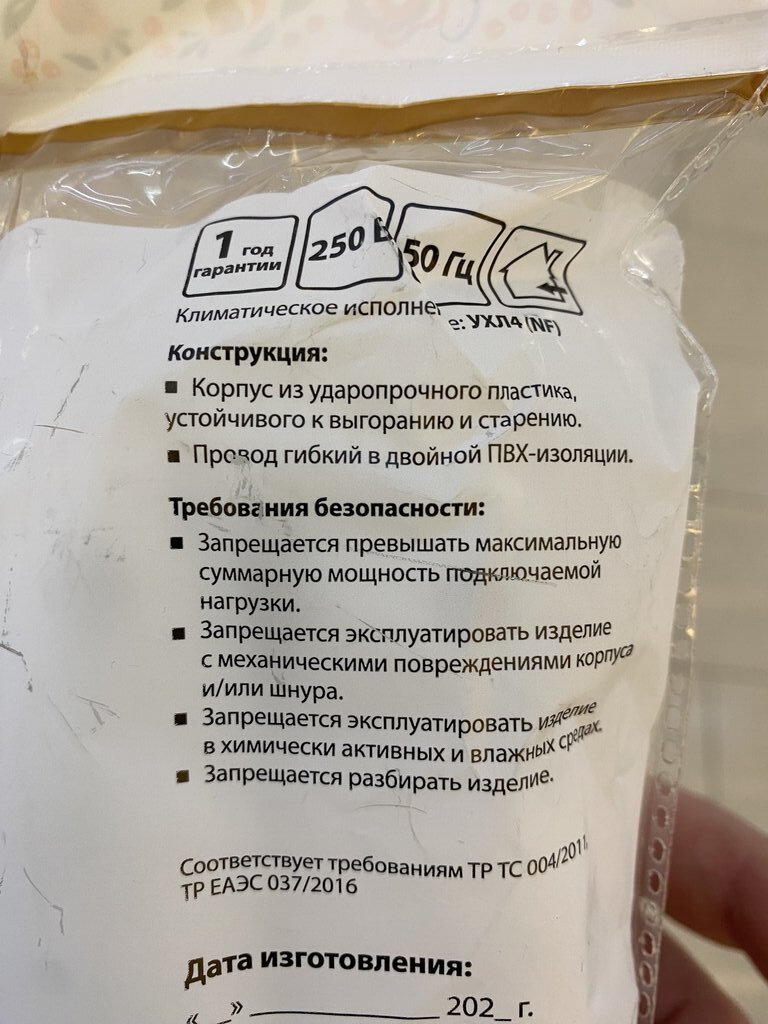 1 год гарантии
250 В
50 Гц
Климатическое исполне е: УХЛ4 (NF)
Конструкция:
▪ Корпус из ударопрочного пластика,
устойчивого к выгоранию и старению.
▪ Провод гибкий в двойной ПВХ-изоляции.
Требования безопасности:
▪ Запрещается превышать максимальную
суммарную мощность подключаемой
нагрузки.
▪ Запрещается эксплуатировать изделие
с механическими повреждениями корпуса
и/или шнура.
▪ Запрещается эксплуатировать изделие
в химически активных и влажных средах.
▪ Запрещается разбирать изделие.
Соответствует требованиям ТР ТС 004/2011,
ТР ЕАЭС 037/2016
Дата изготовления:
«__» ________________ 202_ г.